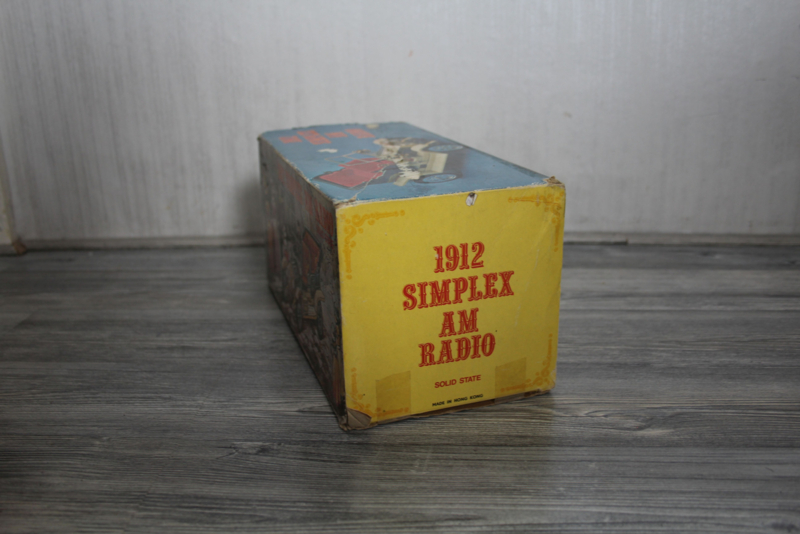 1912
SIMPLEX
AM
RADIO
SOLID STATE
MADE IN HONG KONG